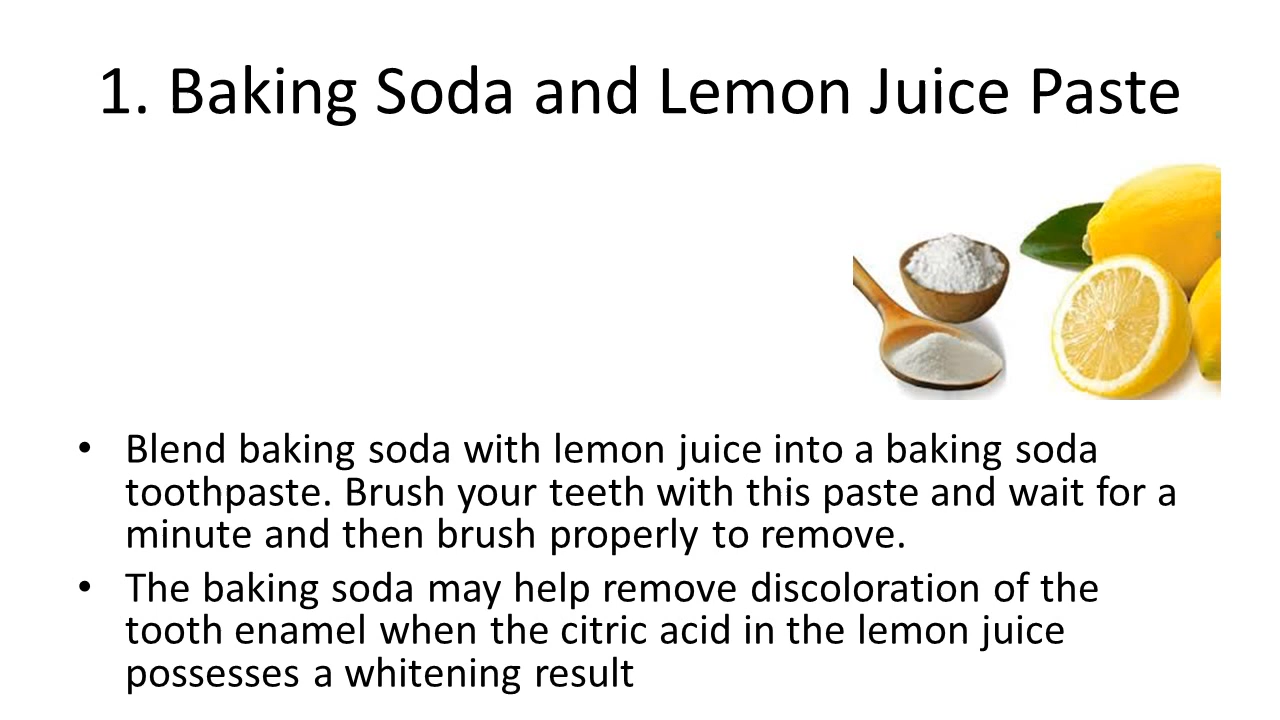 1. Baking Soda and Lemon Juice Paste
• Blend baking soda with lemon juice into a baking soda
toothpaste. Brush your teeth with this paste and wait for a
minute and then brush properly to remove.
• The baking soda may help remove discoloration of the
tooth enamel when the citric acid in the lemon juice
possesses a whitening result